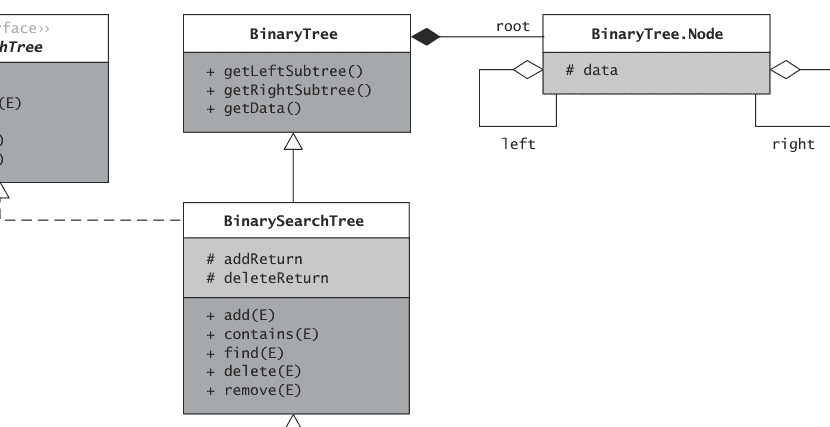 rface››
hTree
(E)
)
)
BinaryTree
+ getLeftSubtree()
+ getRightSubtree()
+ getData()
root
BinaryTree.Node
# data
left
right
BinarySearchTree
# addReturn
# deleteReturn
+ add(E)
+ contains(E)
+ find(E)
+ delete(E)
+ remove(E)